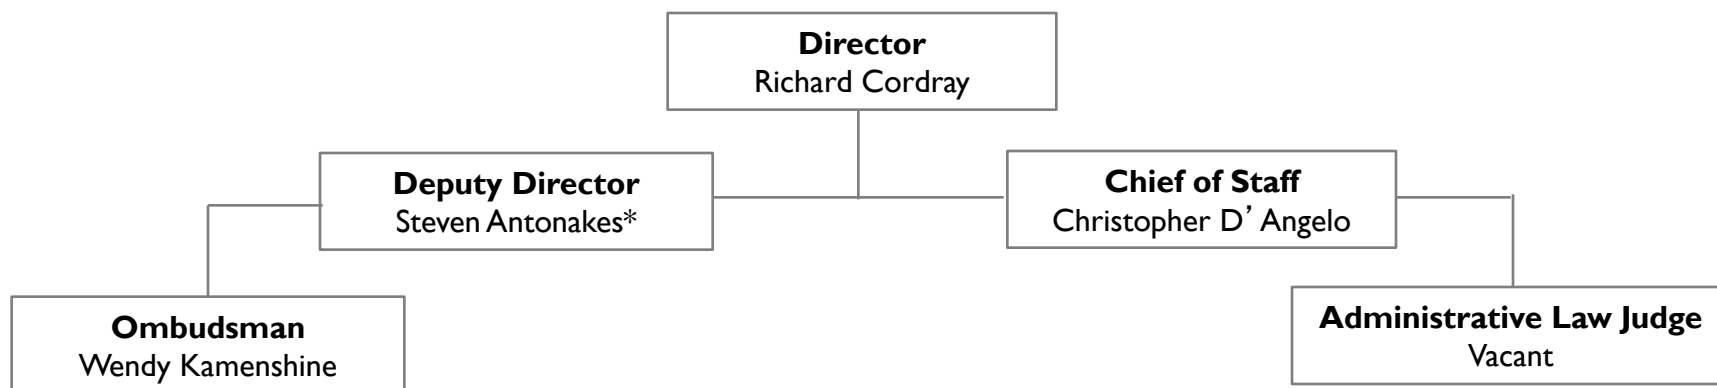 Director
Richard Cordray
Deputy Director
Steven Antonakes*
Chief of Staff
Christopher D’ Angelo
Ombudsman
Wendy Kamenshine
Administrative Law Judge
Vacant